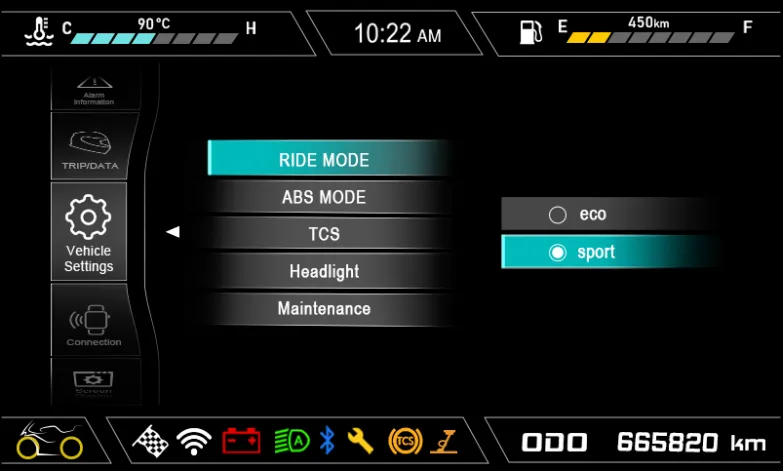 C 90°C H
10:22 AM
E 450km F
Alarm
Information
TRIP/DATA
Vehicle
Settings
Connection
RIDE MODE
ABS MODE
TCS
Headlight
Maintenance
eco
sport
A
TCS
ODO 665820 km